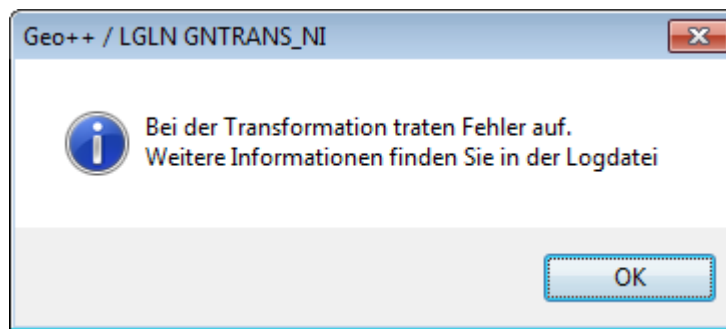 Geo++ / LGLN GNTRANS_NI
Bei der Transformation traten Fehler auf.
Weitere Informationen finden Sie in der Logdatei
OK